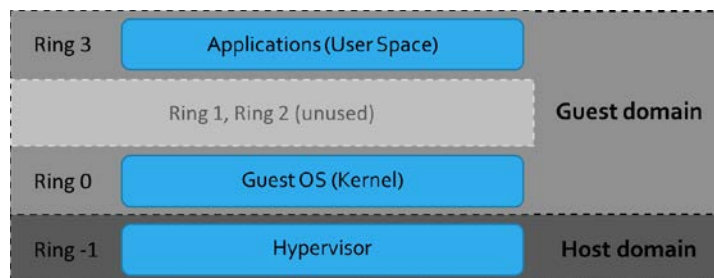 Ring 3 Applications (User Space)
Ring 1, Ring 2 (unused) Guest domain
Ring 0 Guest OS (Kernel)
Ring -1 Hypervisor Host domain